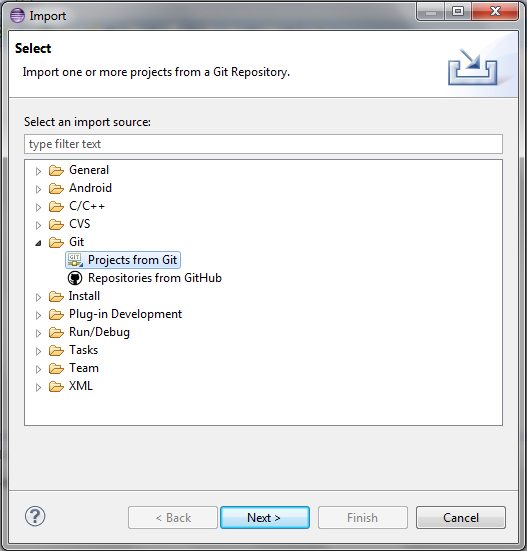 Import
Select
Import one or more projects from a Git Repository.
Select an import source:
type filter text
General
Android
C/C++
CVS
Git
GIT Projects from Git
Repositories from GitHub
Install
Plug-in Development
Run/Debug
Tasks
Team
XML
? < Back Next > Finish Cancel